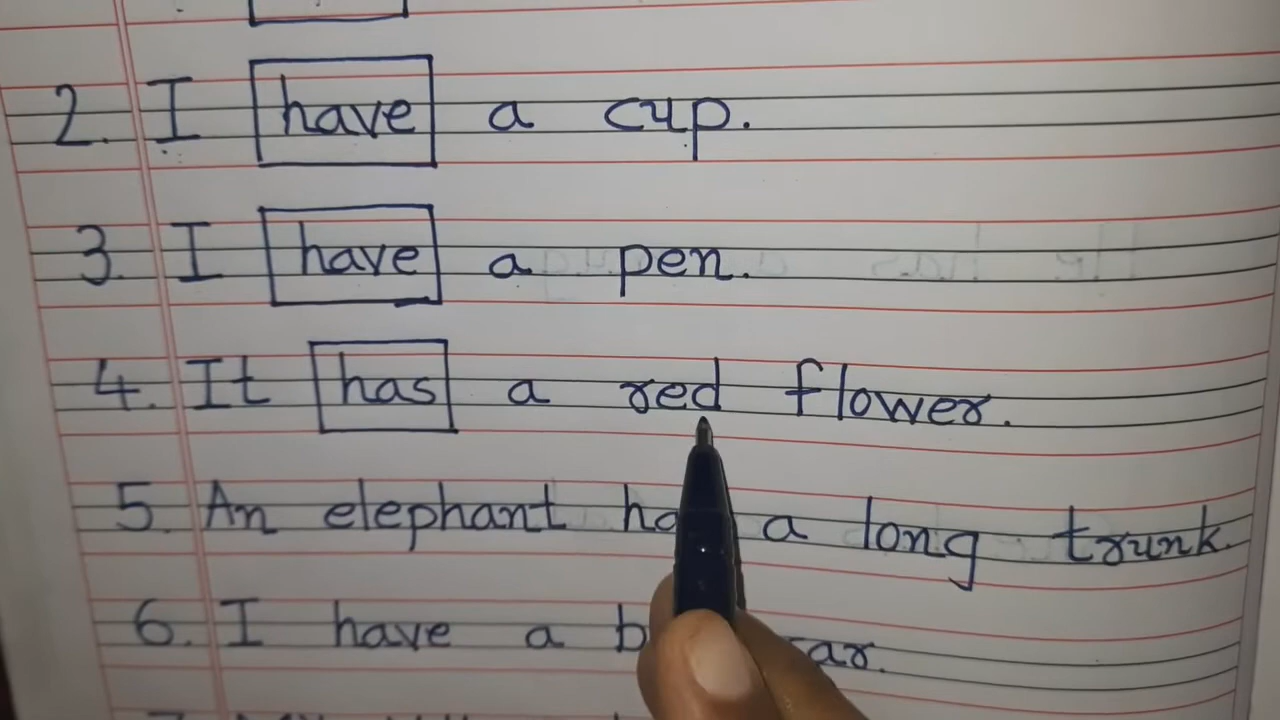 2. I have a cup.
3. I have a pen.
4. It has a red flower.
5. An elephant a long trunk.
6. I have a